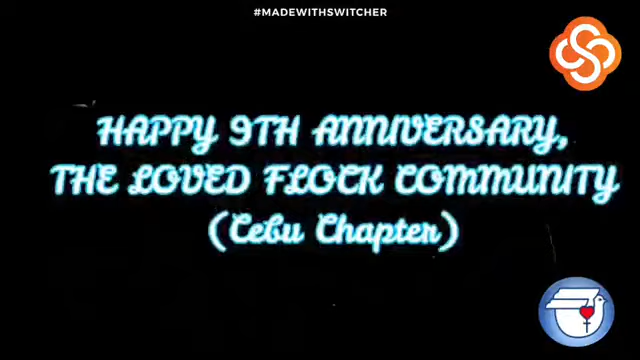 #MADEWITHSWITCHER
HAPPY 9TH ANNIVERSARY,
THE LOVED FLOCK COMMUNITY
(Cebu Chapter)